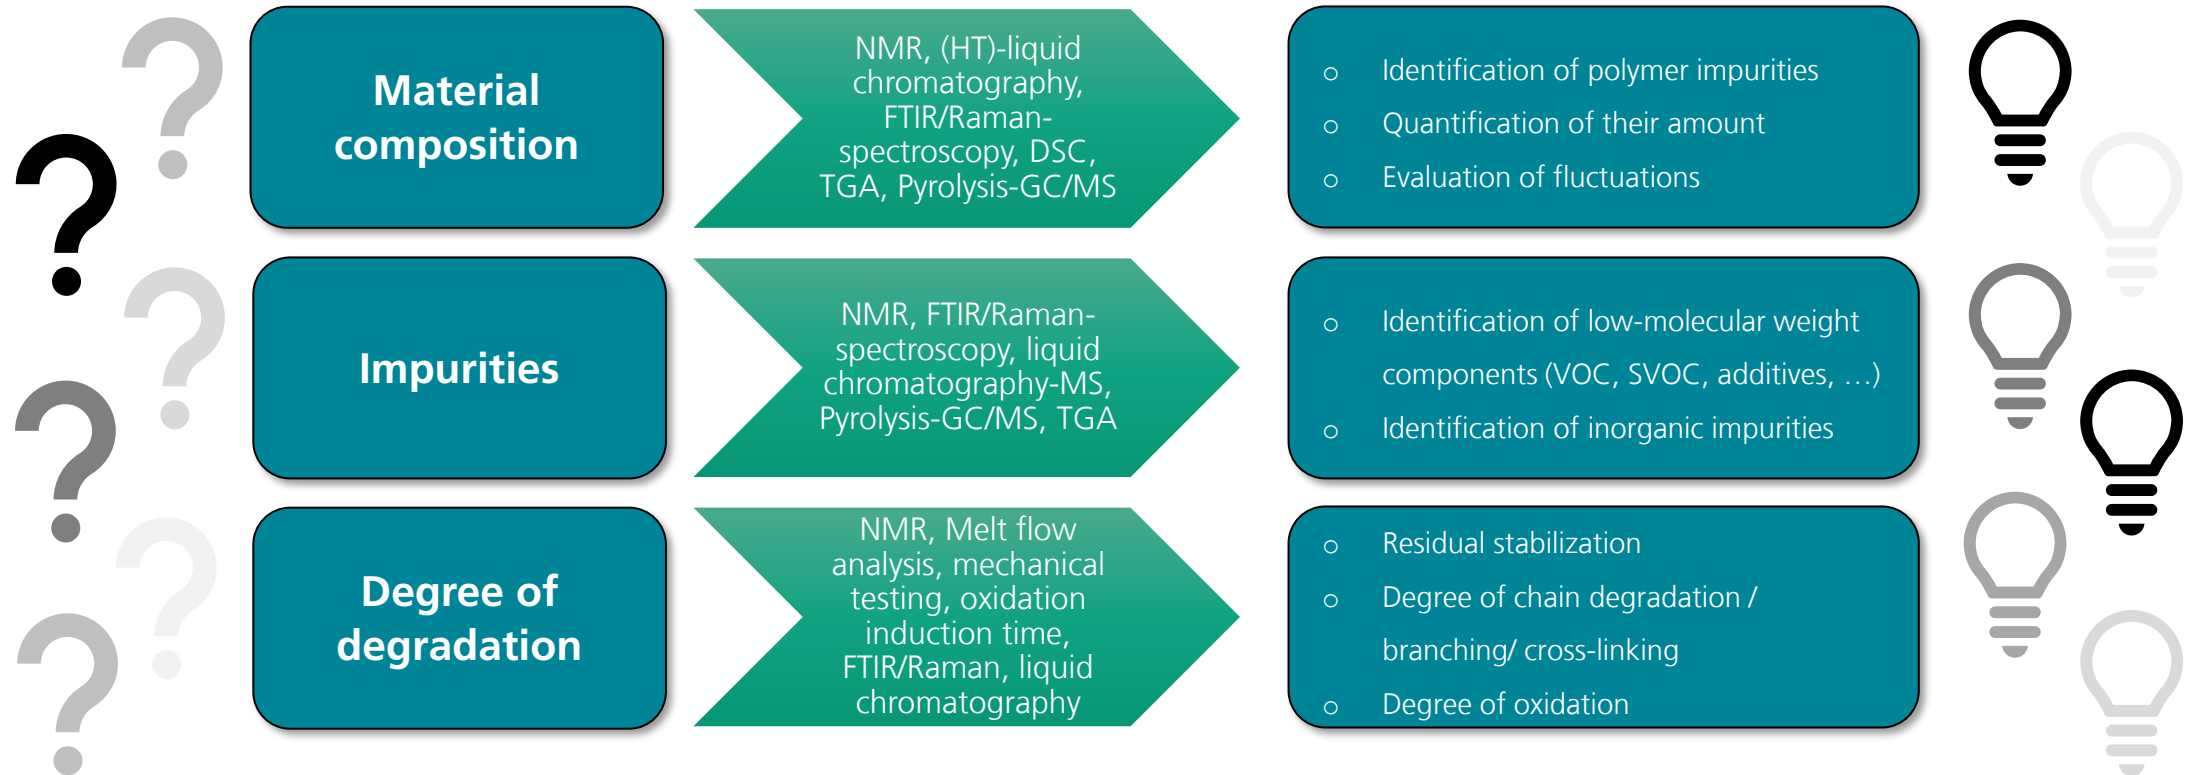 Material
composition
NMR, (HT)-liquid
chromatography,
FTIR/Raman-
spectroscopy, DSC,
TGA, Pyrolysis-GC/MS
o Identification of polymer impurities
o Quantification of their amount
o Evaluation of fluctuations
Impurities
NMR, FTIR/Raman-
spectroscopy, liquid
chromatography-MS,
Pyrolysis-GC/MS, TGA
o Identification of low-molecular weight
components (VOC, SVOC, additives, …)
o Identification of inorganic impurities
Degree of
degradation
NMR, Melt flow
analysis, mechanical
testing, oxidation
induction time,
FTIR/Raman, liquid
chromatography
o Residual stabilization
o Degree of chain degradation /
branching/ cross-linking
o Degree of oxidation